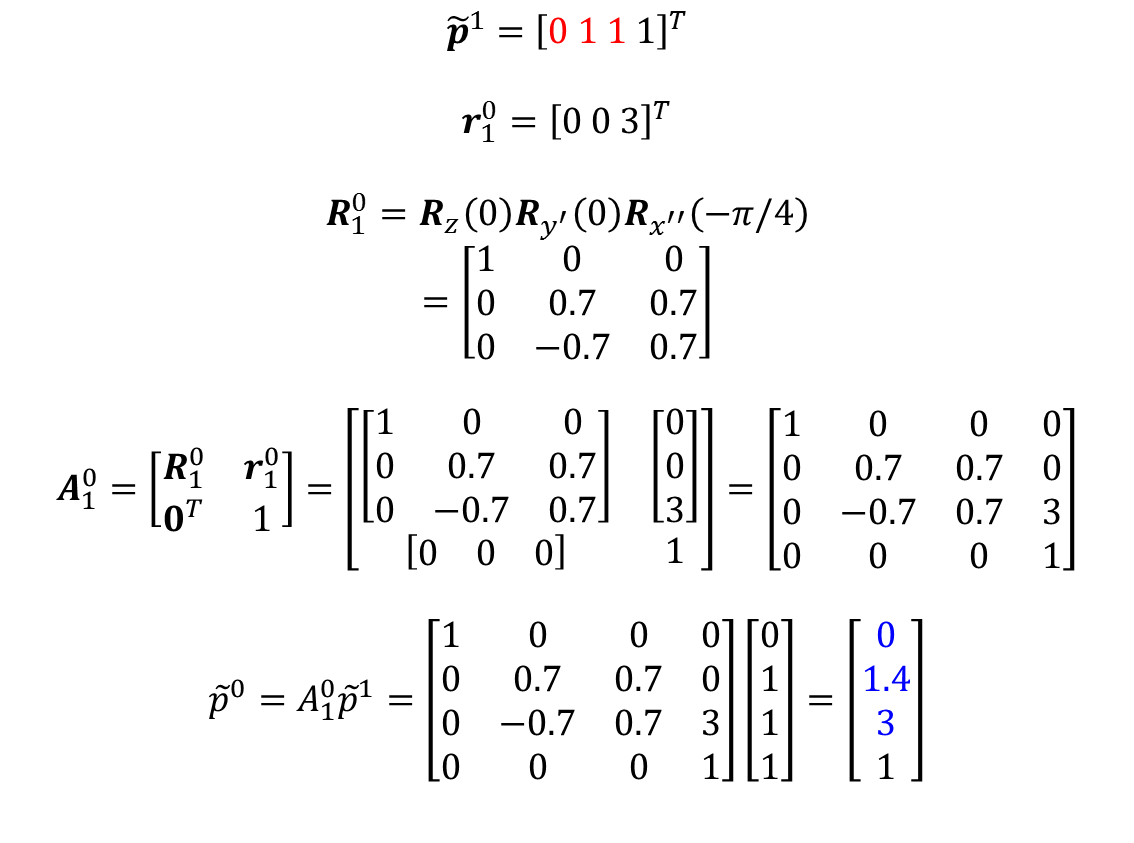 p̃¹ = [0 1 1 1]ᵀ
r₁⁰ = [0 0 3]ᵀ
R₁⁰ = R_z(0)R_y′(0)R_x′′(−π/4)
= [1 0 0; 0 0.7 0.7; 0 −0.7 0.7]
A₁⁰ = [R₁⁰ r₁⁰; 0ᵀ 1] = [[1 0 0; 0 0.7 0.7; 0 −0.7 0.7] [0; 0; 3]; [0 0 0] 1] = [1 0 0 0; 0 0.7 0.7 0; 0 −0.7 0.7 3; 0 0 0 1]
p̃⁰ = A₁⁰p̃¹ = [1 0 0 0; 0 0.7 0.7 0; 0 −0.7 0.7 3; 0 0 0 1] [0; 1; 1; 1] = [0; 1.4; 3; 1]